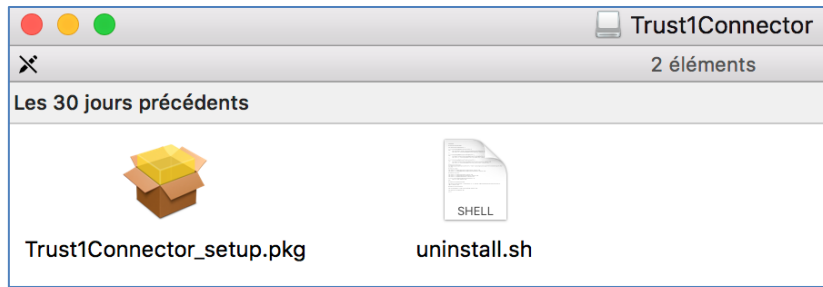 Trust1Connector
2 éléments
Les 30 jours précédents
SHELL
Trust1Connector_setup.pkg
uninstall.sh